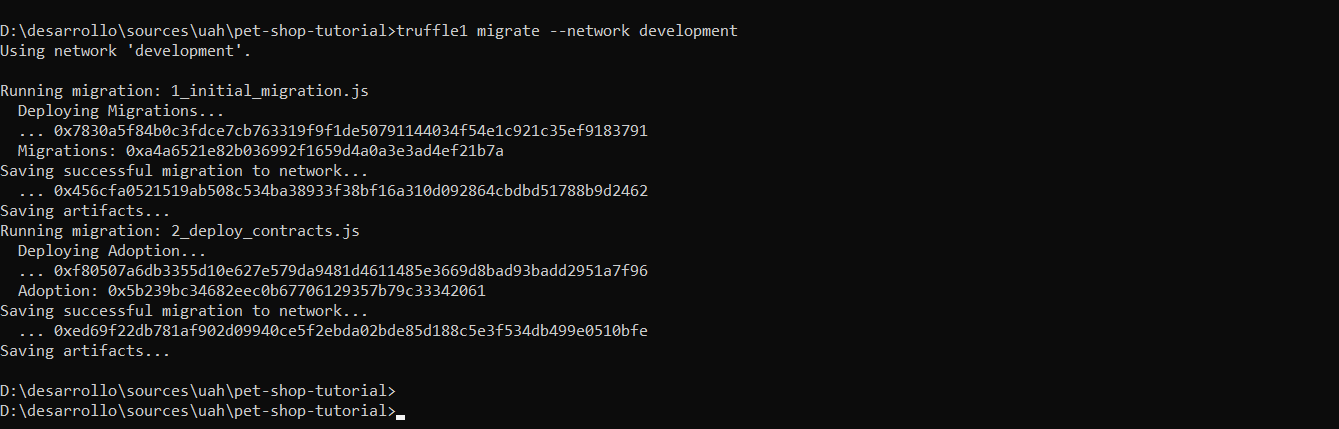 D:\desarrollo\sources\uah\pet-shop-tutorial>truffle1 migrate --network development
Using network 'development'.
Running migration: 1_initial_migration.js
Deploying Migrations...
... 0x7830a5f84b0c3fdce7cb763319f9f1de50791144034f54e1c921c35ef9183791
Migrations: 0xa4a6521e82b036992f1659d4a0a3e3ad4ef21b7a
Saving successful migration to network...
... 0x456cfa0521519ab508c534ba38933f38bf16a310d092864cbdbd51788b9d2462
Saving artifacts...
Running migration: 2_deploy_contracts.js
Deploying Adoption...
... 0xf80507a6db3355d10e627e579da9481d4611485e3669d8bad93badd2951a7f96
Adoption: 0x5b239bc34682eec0b67706129357b79c33342061
Saving successful migration to network...
... 0xed69f22db781af902d09940ce5f2ebda02bde85d188c5e3f534db499e0510bfe
Saving artifacts...
D:\desarrollo\sources\uah\pet-shop-tutorial>
D:\desarrollo\sources\uah\pet-shop-tutorial>